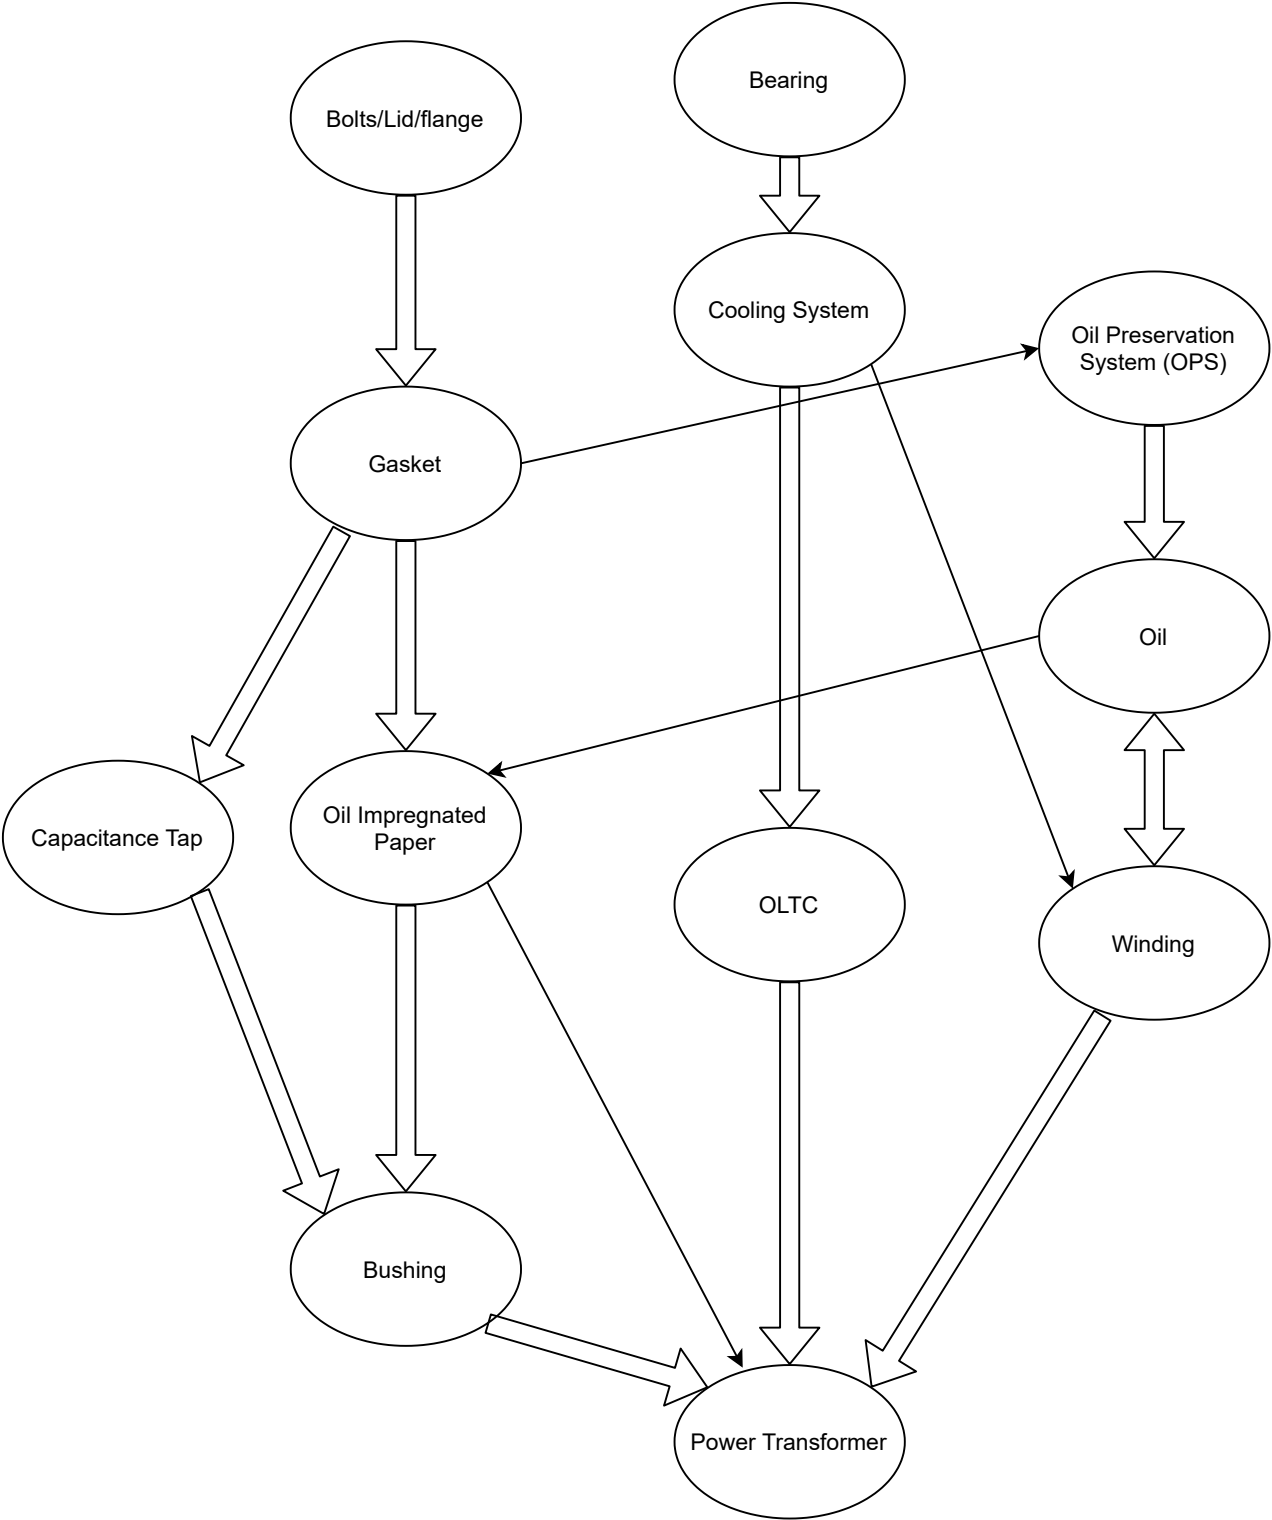 Bearing
Bolts/Lid/flange
Cooling System
Oil Preservation
System (OPS)
Gasket
Oil
Oil Impregnated
Paper
Capacitance Tap
OLTC
Winding
Bushing
Power Transformer